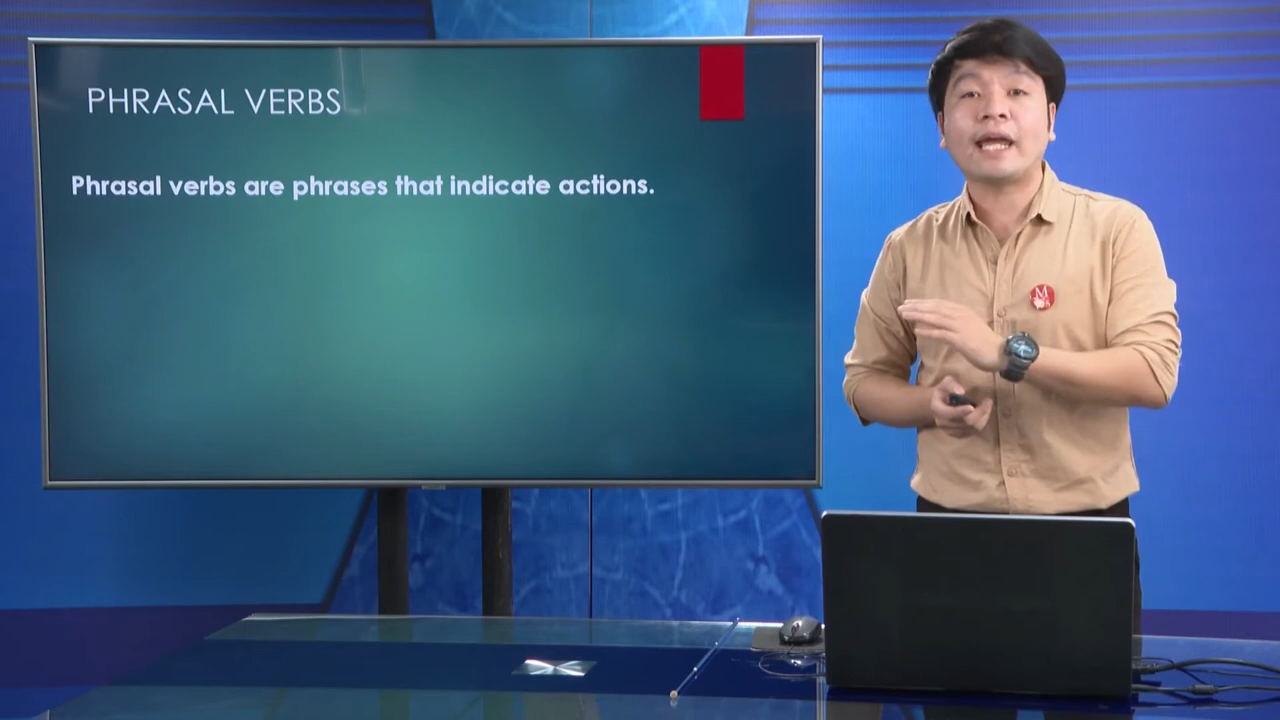 PHRASAL VERBS
Phrasal verbs are phrases that indicate actions.
M